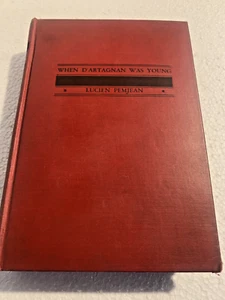 WHEN D'ARTAGNAN WAS YOUNG
LUCIEN PEMJEAN